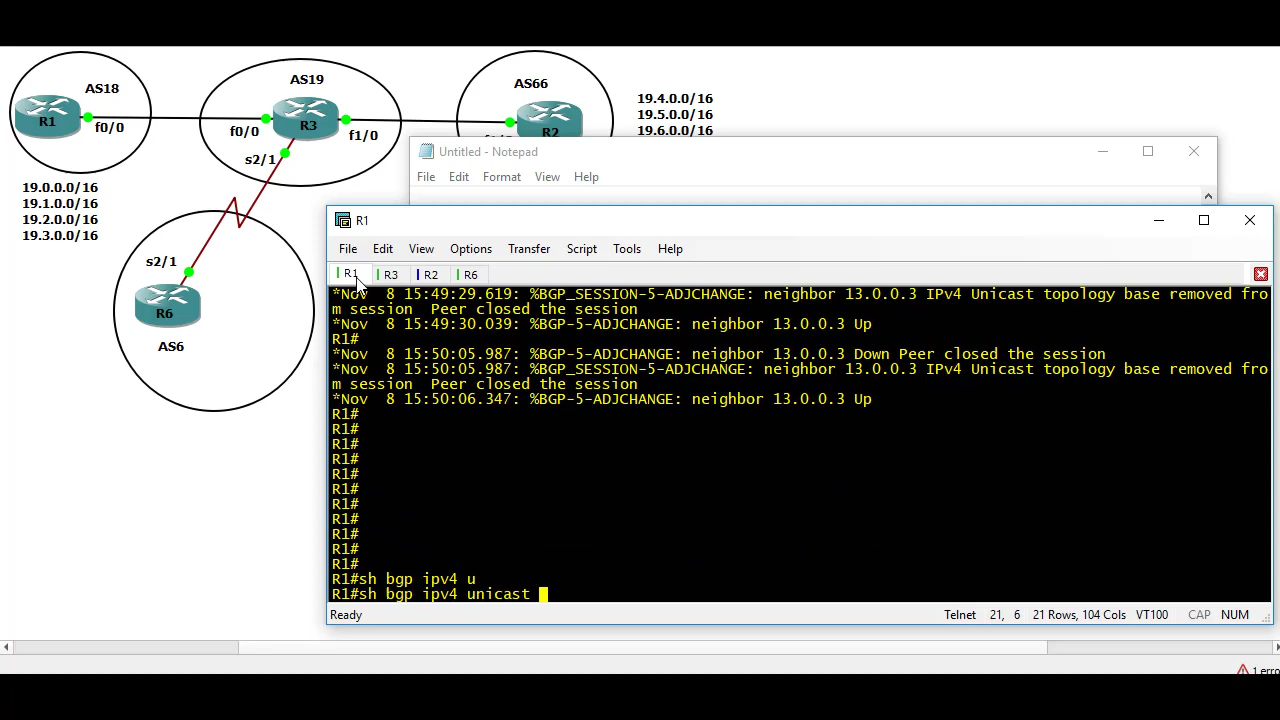 AS18
AS19
AS66
R1
f0/0
f0/0
R3
f1/0
R2
s2/1
19.4.0.0/16
19.5.0.0/16
19.6.0.0/16
19.0.0.0/16
19.1.0.0/16
19.2.0.0/16
19.3.0.0/16
s2/1
R6
AS6
Untitled - Notepad
File Edit Format View Help
R1
File Edit View Options Transfer Script Tools Help
R1 R3 R2 R6
*Nov  8 15:49:29.619: %BGP_SESSION-5-ADJCHANGE: neighbor 13.0.0.3 IPv4 Unicast topology base removed fro
m session  Peer closed the session
*Nov  8 15:49:30.039: %BGP-5-ADJCHANGE: neighbor 13.0.0.3 Up
R1#
*Nov  8 15:50:05.987: %BGP-5-ADJCHANGE: neighbor 13.0.0.3 Down Peer closed the session
*Nov  8 15:50:05.987: %BGP_SESSION-5-ADJCHANGE: neighbor 13.0.0.3 IPv4 Unicast topology base removed fro
m session  Peer closed the session
*Nov  8 15:50:06.347: %BGP-5-ADJCHANGE: neighbor 13.0.0.3 Up
R1#
R1#
R1#
R1#
R1#
R1#
R1#
R1#
R1#
R1#
R1#
R1#sh bgp ipv4 u
R1#sh bgp ipv4 unicast
Ready
Telnet 21, 6 21 Rows, 104 Cols VT100 CAP NUM